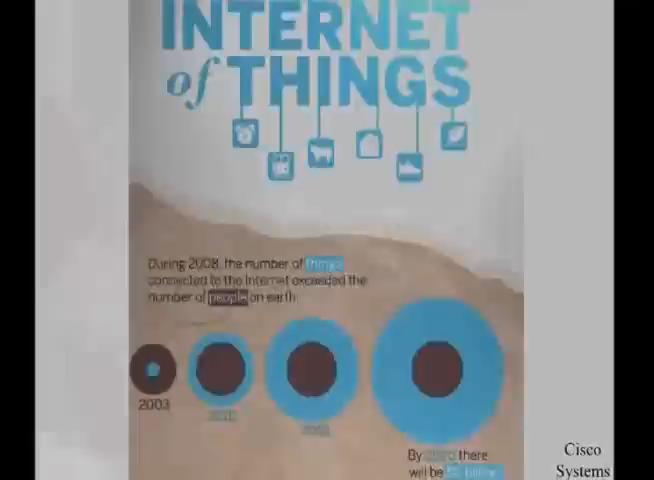 INTERNET
of THINGS
During 2008, the number of things
connected to the Internet exceeded the
number of people on earth.
2003
By there
will be
Cisco
Systems